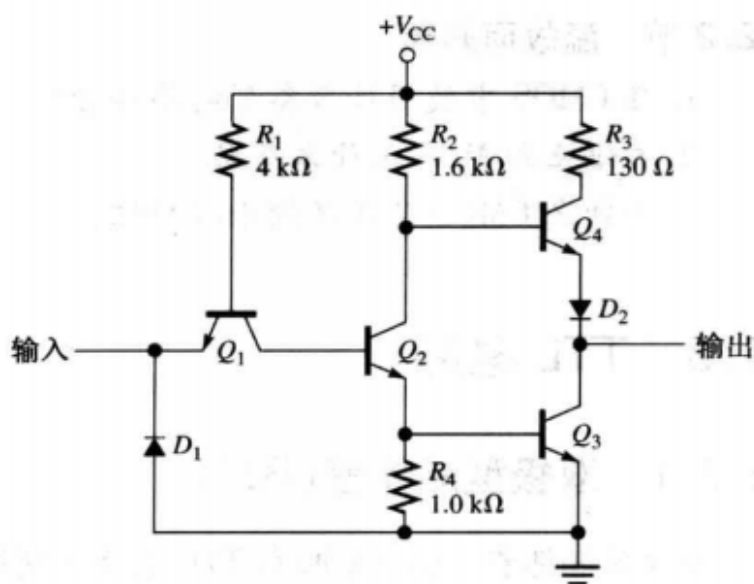 +V_CC
R_1
4 kΩ
R_2
1.6 kΩ
R_3
130 Ω
Q_4
D_2
输入
Q_1
Q_2
输出
D_1
Q_3
R_4
1.0 kΩ